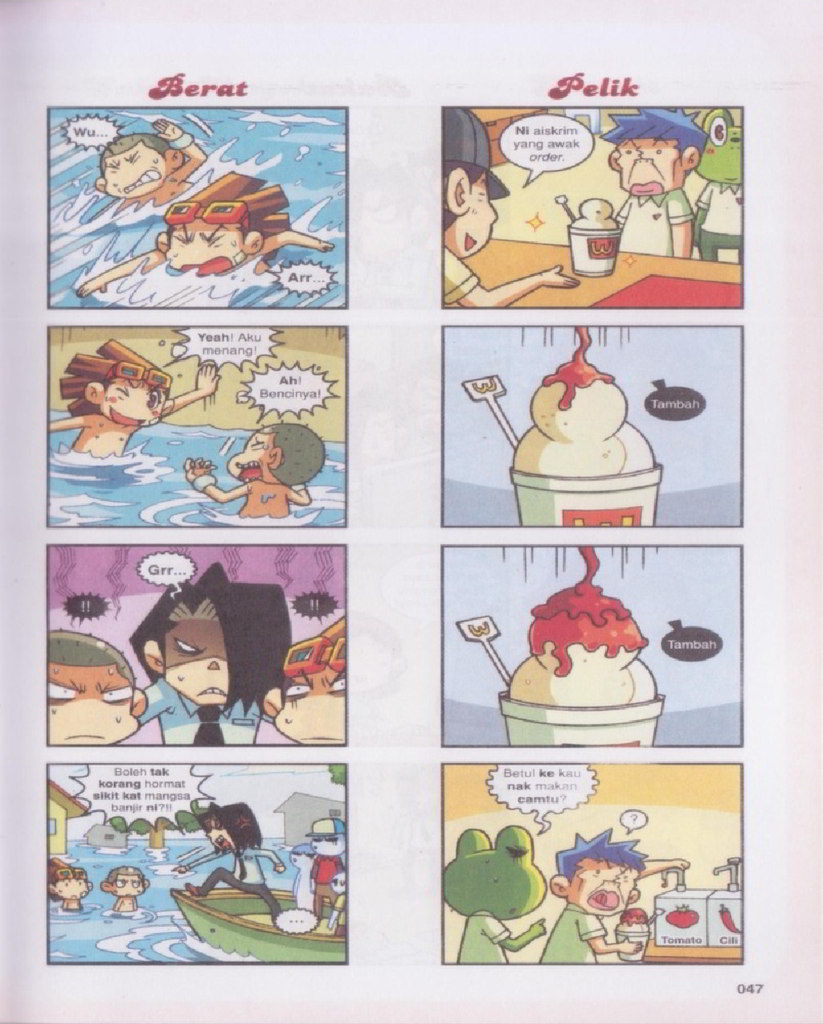 Berat
Wu...
Arr...
Yeah! Aku
menang!
Ah!
Bencinya!
Grr...
!!
!!
Boleh tak
korang hormat
sikit kat mangsa
banjir ni?!!
...
Pelik
Ni aiskrim
yang awak
order.
W
W
W
Tambah
W
Tambah
Betul ke kau
nak makan
camtu?
?
Tomato
Cili
047